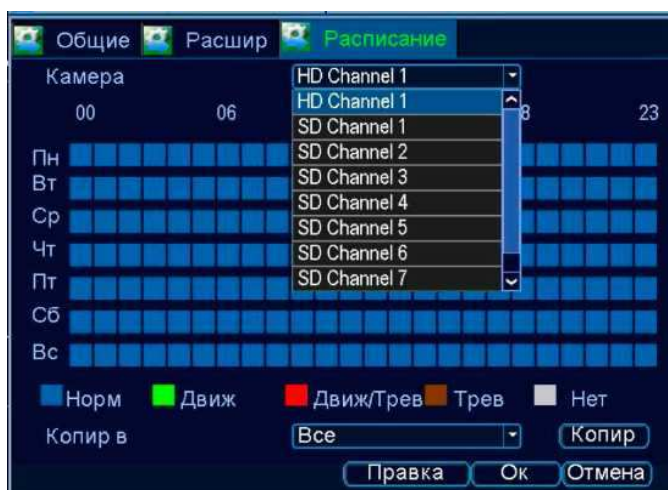 Общие Расшир Расписание
Камера HD Channel 1
HD Channel 1
00 06 8 23
SD Channel 1
SD Channel 2
Пн
SD Channel 3
Вт
SD Channel 4
Ср
SD Channel 5
Чт
SD Channel 6
Пт SD Channel 7
Сб
Вс
Норм Движ Движ/Трев Трев Нет
Копир в Все Копир
Правка Ок Отмена